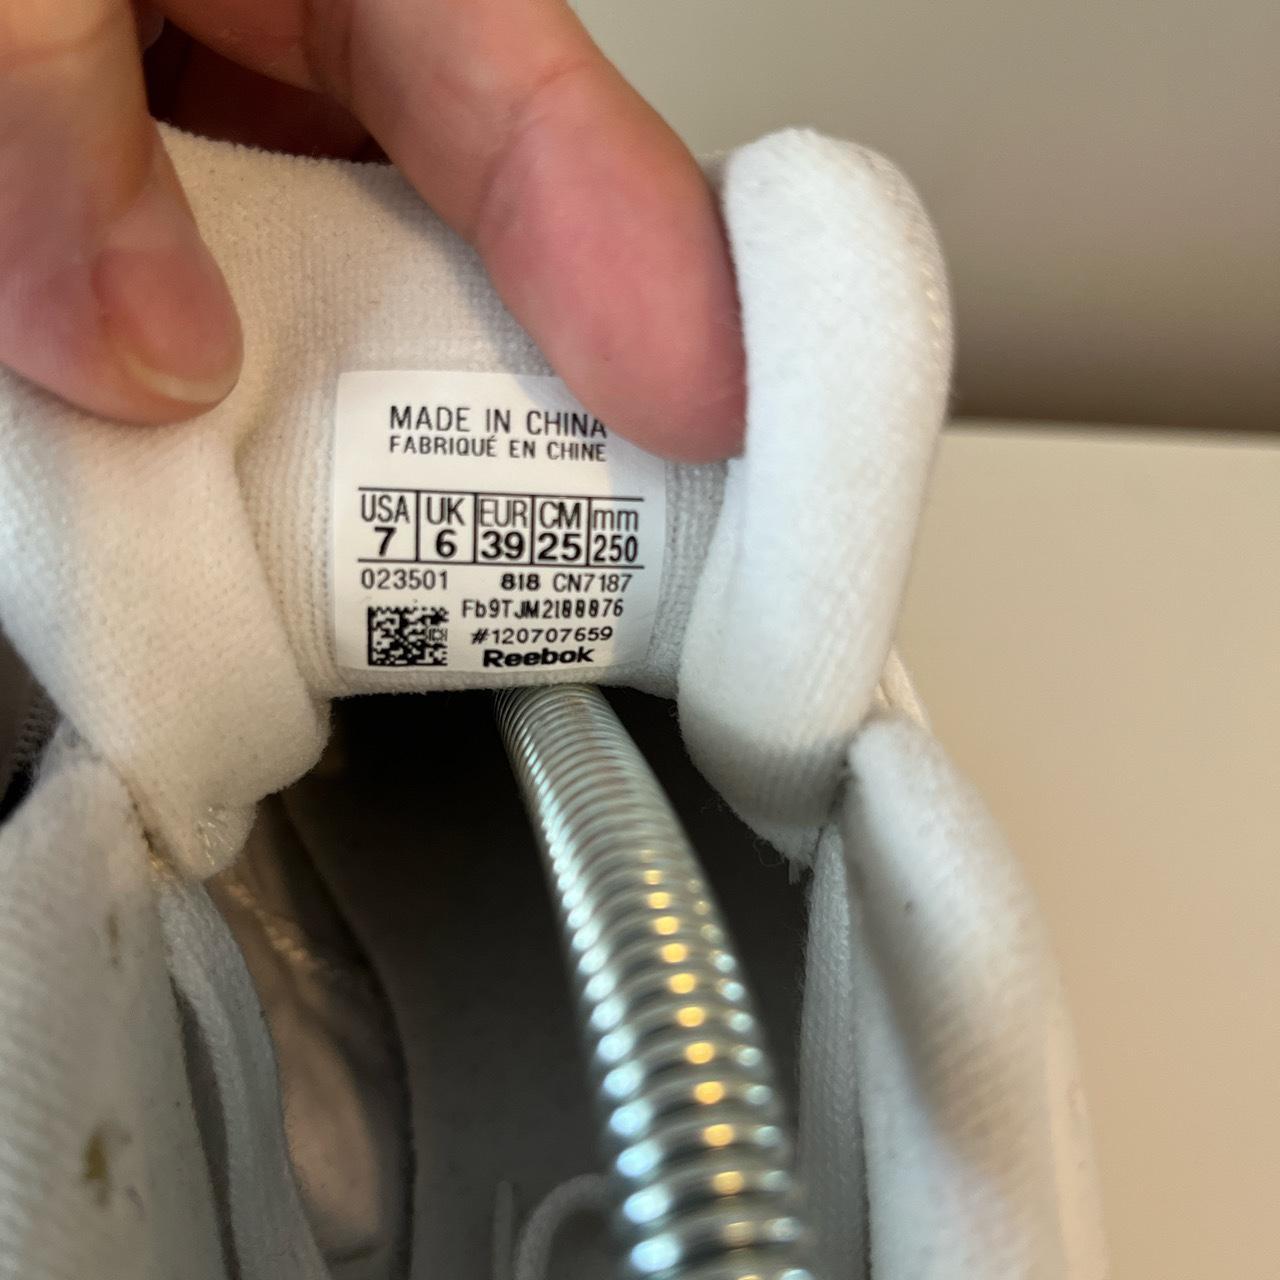 MADE IN CHINA
FABRIQUÉ EN CHINE
USA UK EUR CM mm
7 6 39 25 250
023501 818 CN7187
#120707659
Reebok